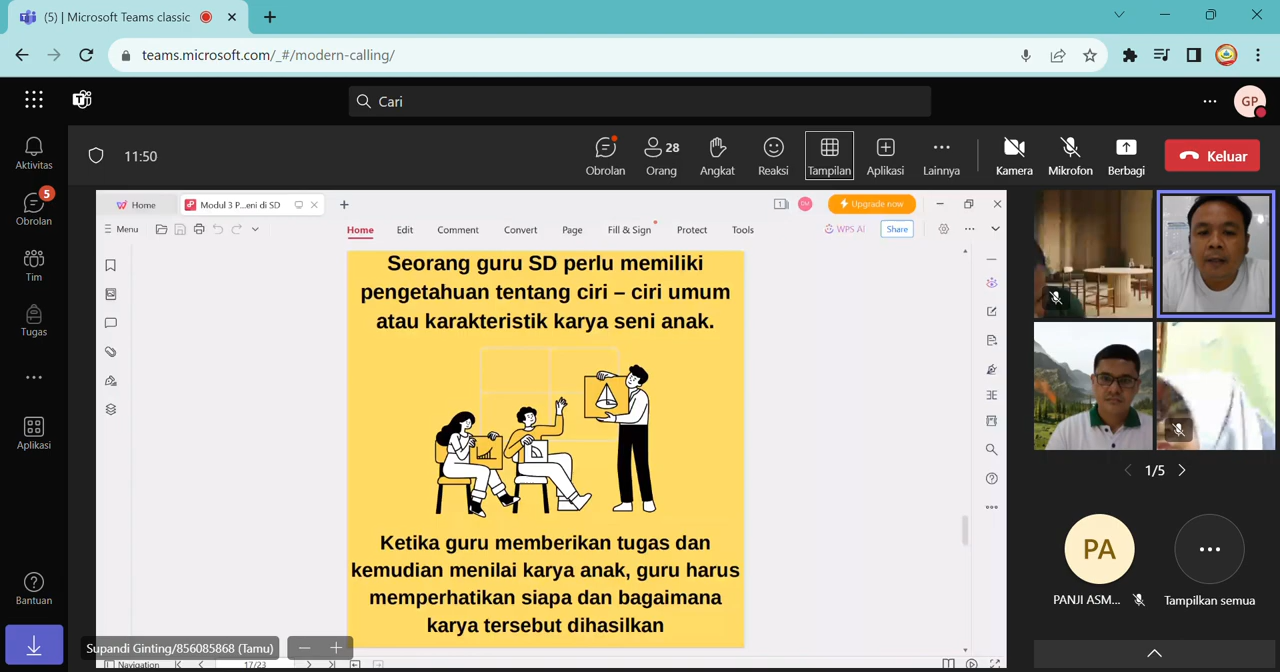 (5) | Microsoft Teams classic
teams.microsoft.com/_#/modern-calling/
Cari
GP
11:50
Obrolan
28
Orang
Angkat
Reaksi
Tampilan
Aplikasi
Lainnya
Kamera
Mikrofon
Berbagi
Keluar
Aktivitas
5
Obrolan
Tim
Tugas
Aplikasi
Bantuan
Home
Modul 3 P...eni di SD
1
Upgrade now
Menu
Home
Edit
Comment
Convert
Page
Fill & Sign
Protect
Tools
WPS AI
Share
Seorang guru SD perlu memiliki
pengetahuan tentang ciri – ciri umum
atau karakteristik karya seni anak.
Ketika guru memberikan tugas dan
kemudian menilai karya anak, guru harus
memperhatikan siapa dan bagaimana
karya tersebut dihasilkan
Supandi Ginting/856085868 (Tamu)
Navigation
17/23
1/5
PA
PANJI ASM...
Tampilkan semua